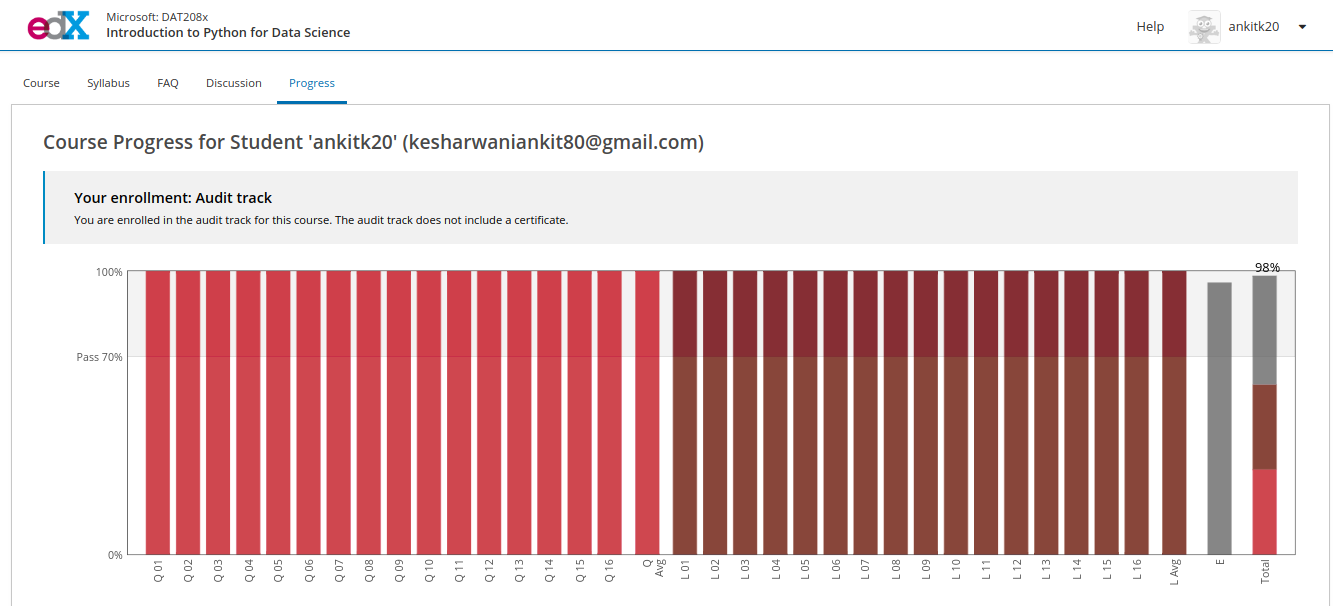 edX
Microsoft: DAT208x
Introduction to Python for Data Science
Help
ankitk20
Course
Syllabus
FAQ
Discussion
Progress
Course Progress for Student 'ankitk20' (kesharwaniankit80@gmail.com)
Your enrollment: Audit track
You are enrolled in the audit track for this course. The audit track does not include a certificate.
98%
100%
Pass 70%
0%
Q 01
Q 02
Q 03
Q 04
Q 05
Q 06
Q 07
Q 08
Q 09
Q 10
Q 11
Q 12
Q 13
Q 14
Q 15
Q 16
Q
Avg
L 01
L 02
L 03
L 04
L 05
L 06
L 07
L 08
L 09
L 10
L 11
L 12
L 13
L 14
L 15
L 16
L Avg
E
Total